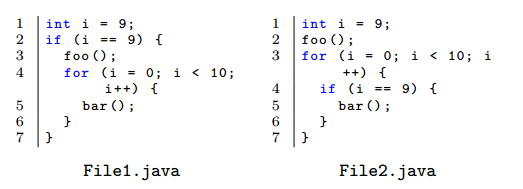 1 int i = 9;
2 if (i == 9) {
3 foo();
4 for (i = 0; i < 10;
i++) {
5 bar();
6 }
7 }
File1.java
1 int i = 9;
2 foo();
3 for (i = 0; i < 10; i
++) {
4 if (i == 9) {
5 bar();
6 }
7 }
File2.java